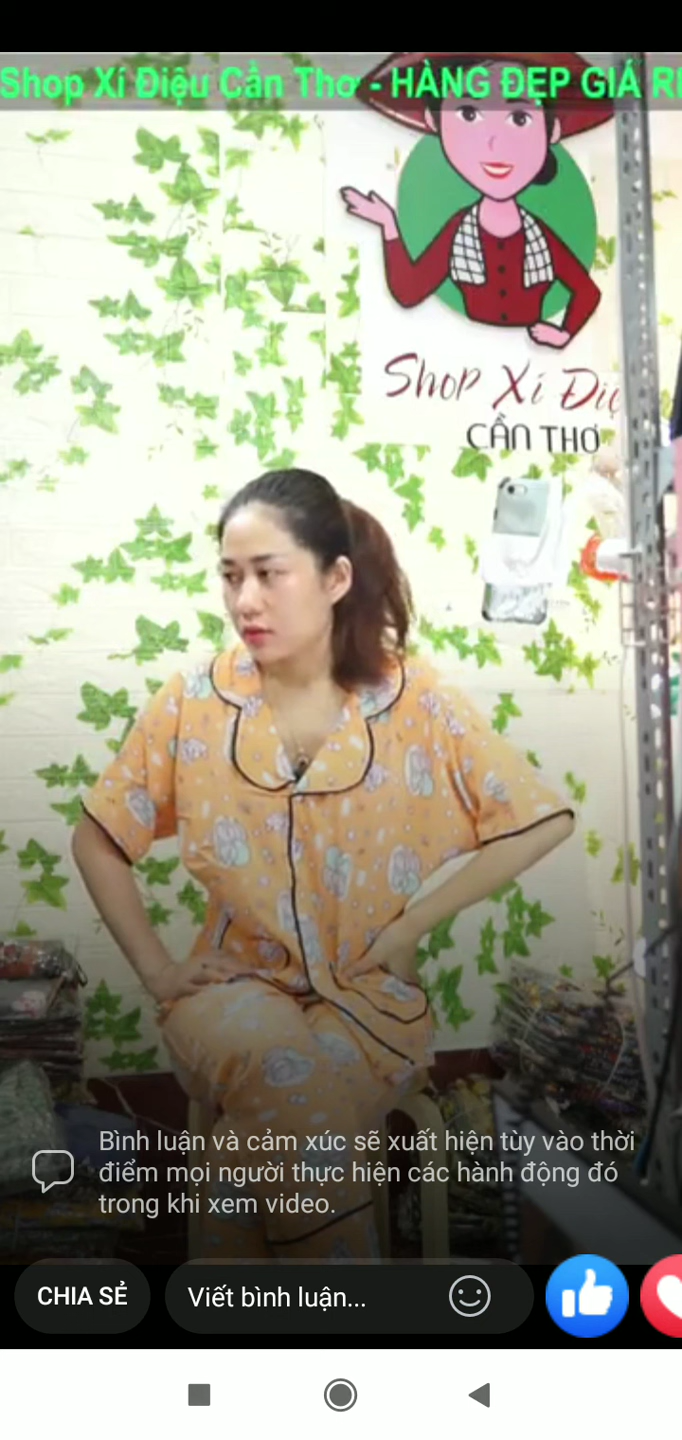 Shop Xí Điệu Cần Thơ - HÀNG ĐẸP GIÁ
Shop Xí
CẦN THƠ
Bình luận và cảm xúc sẽ xuất hiện tùy vào thời
điểm mọi người thực hiện các hành động đó
trong khi xem video.
CHIA SẺ
Viết bình luận...